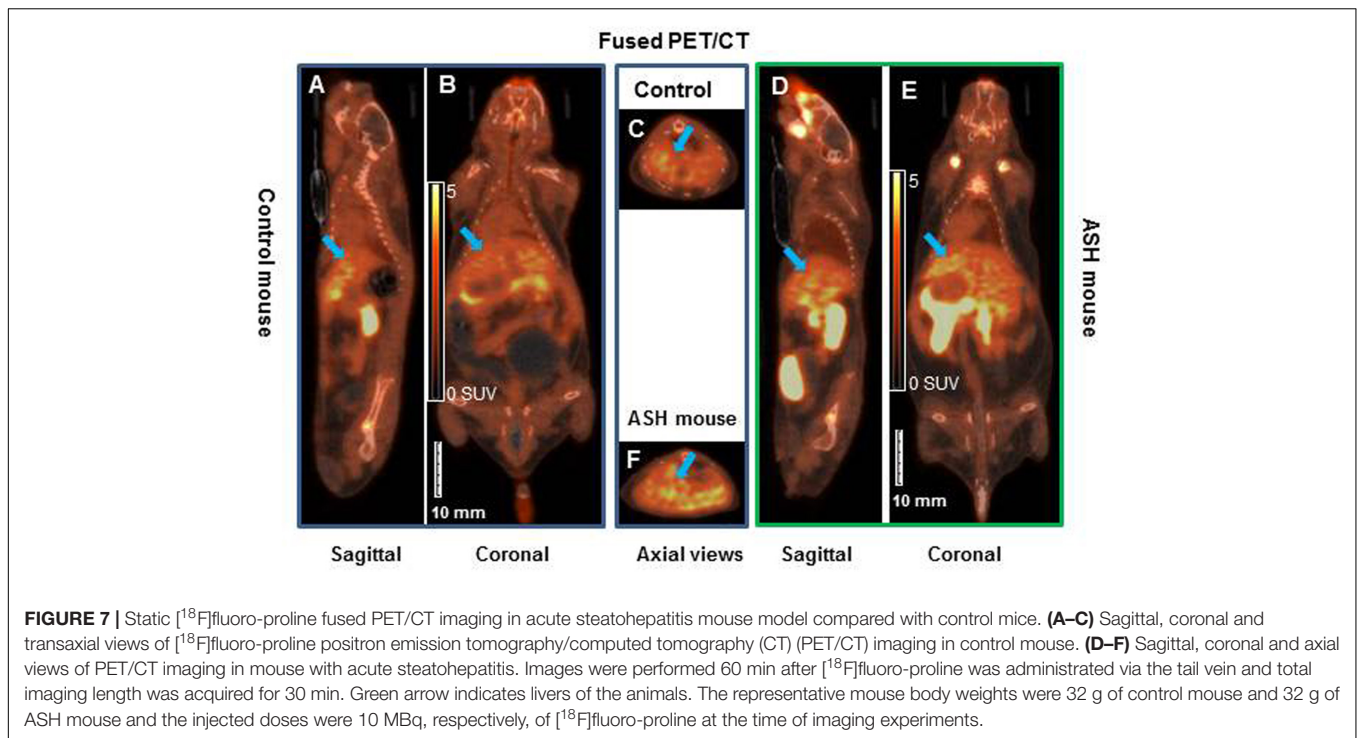 Fused PET/CT
A
B
Control
C
D
E
Control mouse
5
0 SUV
10 mm
ASH mouse
F
5
0 SUV
10 mm
ASH mouse
Sagittal
Coronal
Axial views
Sagittal
Coronal
FIGURE 7 | Static [18F]fluoro-proline fused PET/CT imaging in acute steatohepatitis mouse model compared with control mice. (A–C) Sagittal, coronal and
transaxial views of [18F]fluoro-proline positron emission tomography/computed tomography (CT) (PET/CT) imaging in control mouse. (D–F) Sagittal, coronal and axial
views of PET/CT imaging in mouse with acute steatohepatitis. Images were performed 60 min after [18F]fluoro-proline was administrated via the tail vein and total
imaging length was acquired for 30 min. Green arrow indicates livers of the animals. The representative mouse body weights were 32 g of control mouse and 32 g of
ASH mouse and the injected doses were 10 MBq, respectively, of [18F]fluoro-proline at the time of imaging experiments.